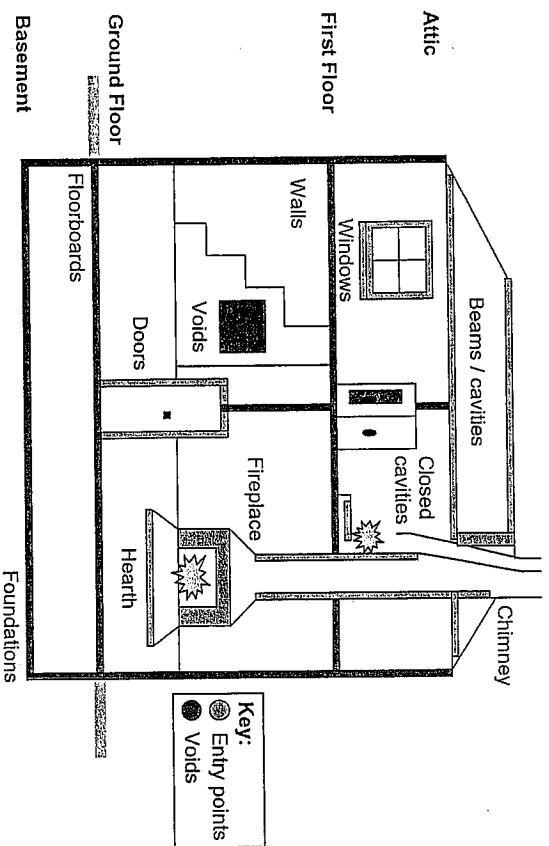 Attic
First Floor
Ground Floor
Basement
Beams / cavities
Chimney
Windows
Closed
cavities
Walls
Voids
Fireplace
Doors
Hearth
Floorboards
Foundations
Key:
Entry points
Voids